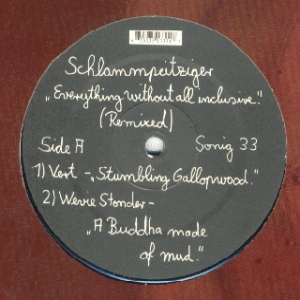 Schlammpeitziger
„Everything without all inclusive."
(Remixed)
Side A Sonig 33
1) Vert -„Stumbling Gallopwood."
2) Wevie Stonder -
„A Buddha made
of mud."